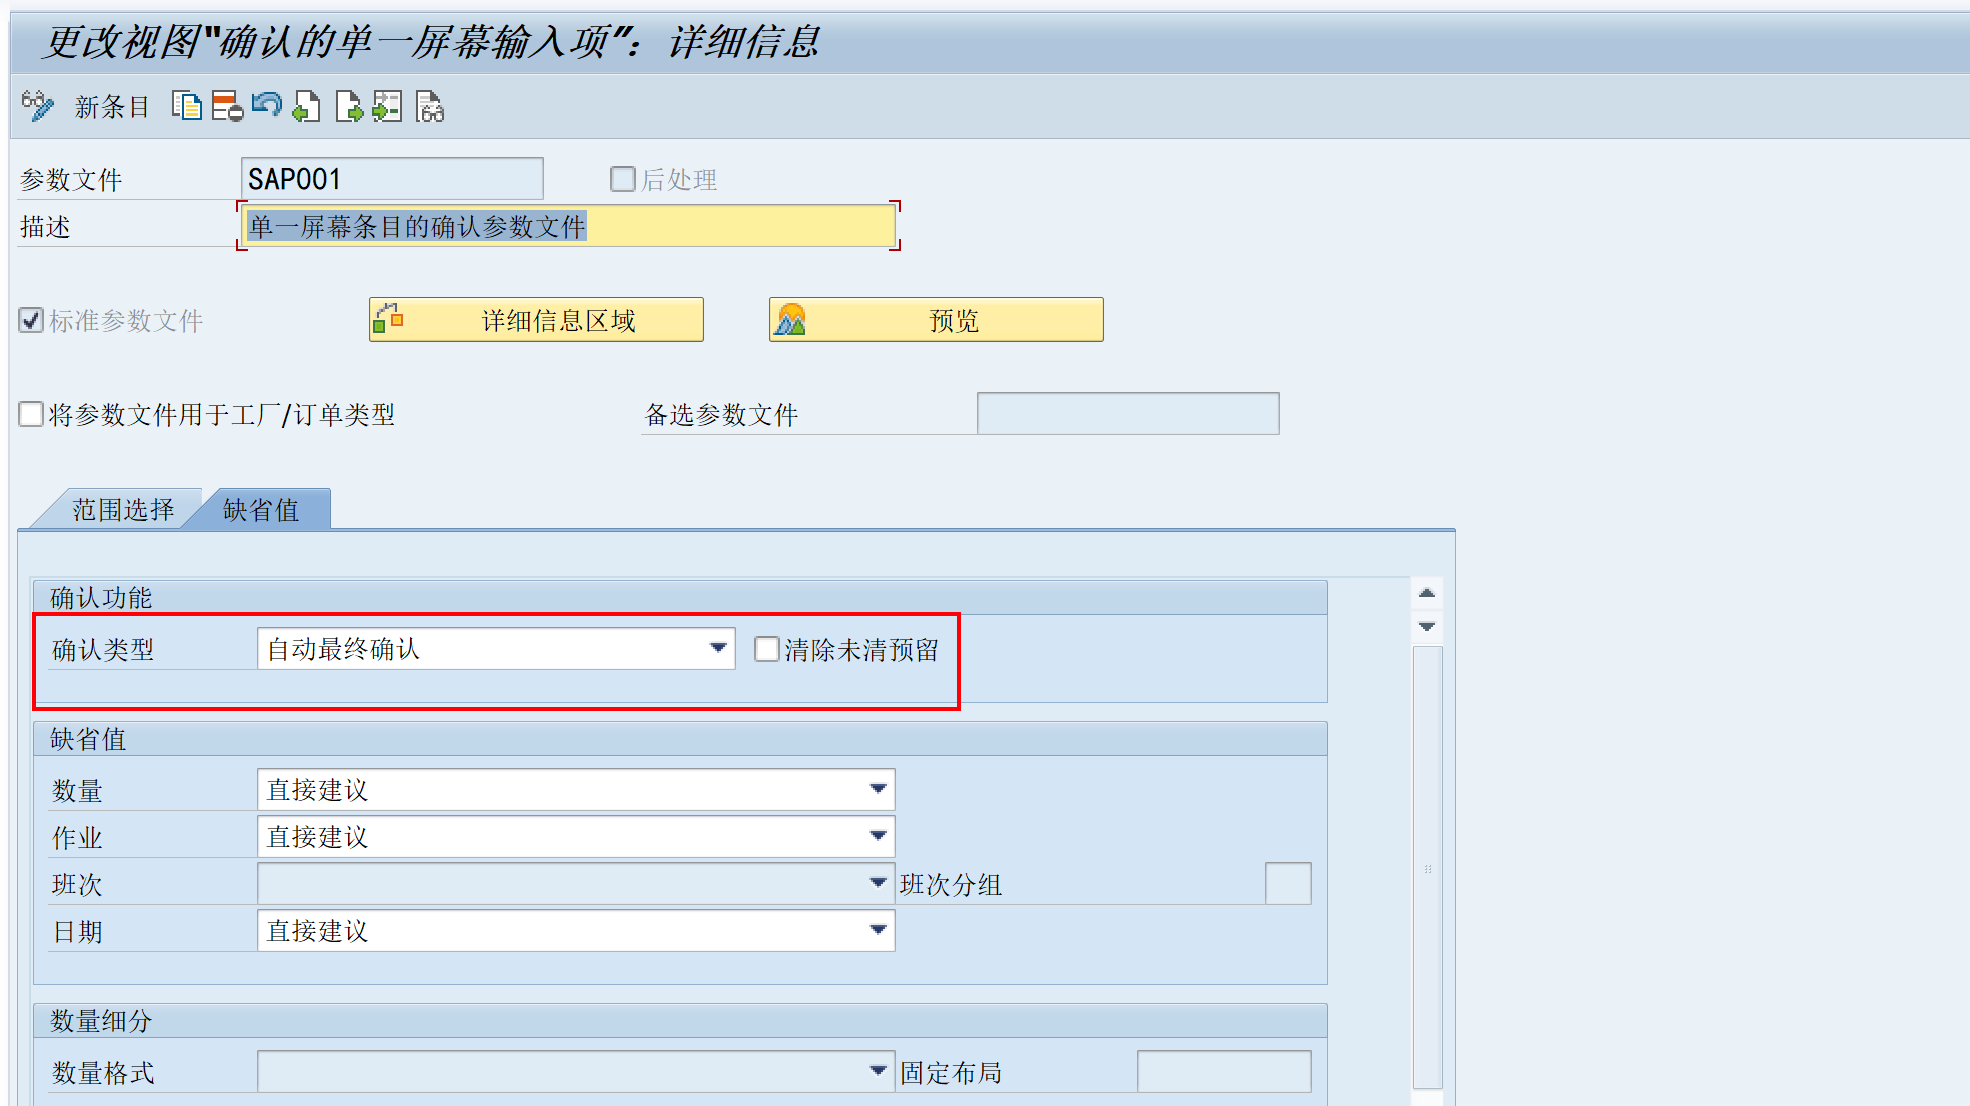 更改视图"确认的单一屏幕输入项": 详细信息
新条目
参数文件 SAP001 后处理
描述 单一屏幕条目的确认参数文件
标准参数文件 详细信息区域 预览
将参数文件用于工厂/订单类型 备选参数文件
范围选择 缺省值
确认功能
确认类型 自动最终确认 清除未清预留
缺省值
数量 直接建议
作业 直接建议
班次 班次分组
日期 直接建议
数量细分
数量格式 固定布局